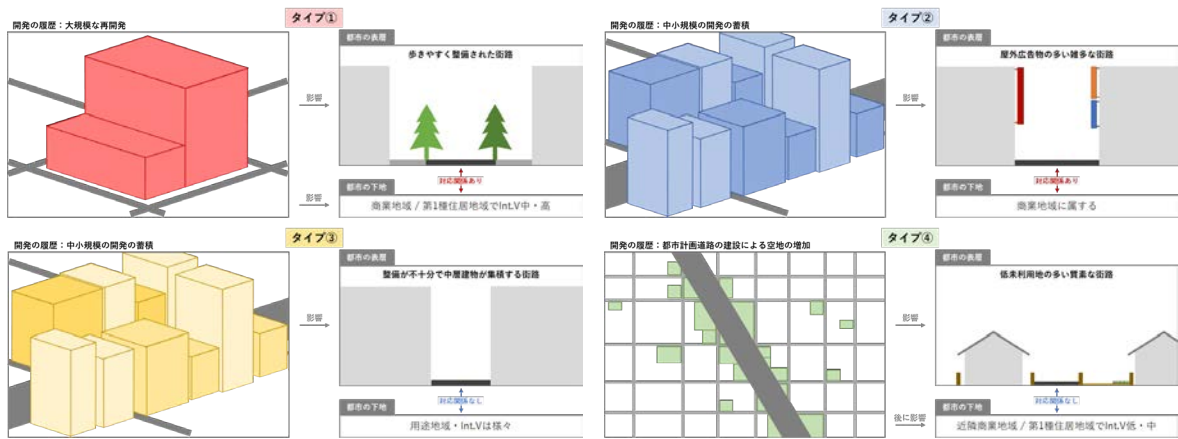 タイプ①
開発の履歴：大規模な再開発
都市の表層
歩きやすく整備された街路
影響
対応関係あり
影響
都市の下地
商業地域 / 第1種住居地域でInt.V中・高
タイプ②
開発の履歴：中小規模の開発の蓄積
都市の表層
屋外広告物の多い雑多な街路
影響
対応関係あり
都市の下地
商業地域に属する
タイプ③
開発の履歴：中小規模の開発の蓄積
都市の表層
整備が不十分で中層建物が集積する街路
影響
対応関係なし
都市の下地
用途地域・Int.Vは様々
タイプ④
開発の履歴：都市計画道路の建設による空地の増加
都市の表層
低未利用地の多い質素な街路
影響
対応関係なし
後に影響
都市の下地
近隣商業地域 / 第1種住居地域でInt.V低・中